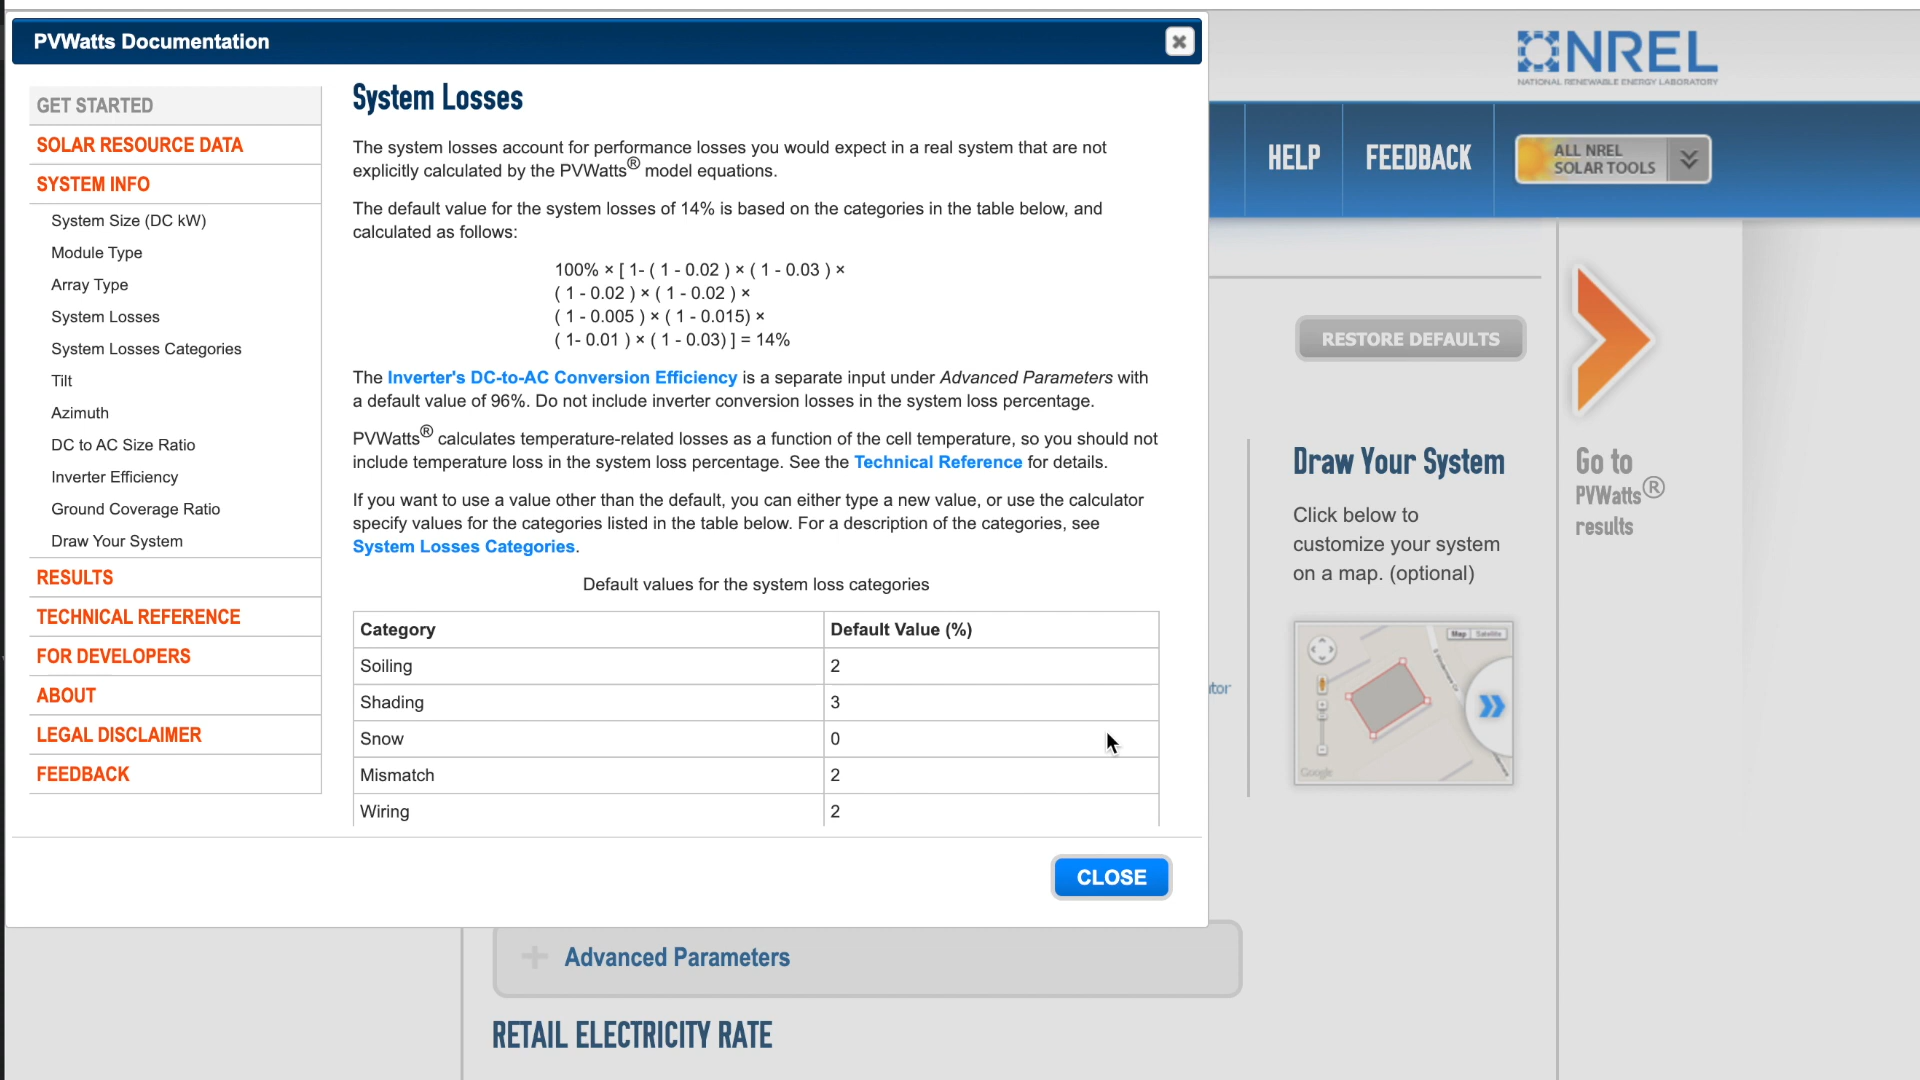 PVWatts Documentation
GET STARTED
SOLAR RESOURCE DATA
SYSTEM INFO
System Size (DC kW)
Module Type
Array Type
System Losses
System Losses Categories
Tilt
Azimuth
DC to AC Size Ratio
Inverter Efficiency
Ground Coverage Ratio
Draw Your System
RESULTS
TECHNICAL REFERENCE
FOR DEVELOPERS
ABOUT
LEGAL DISCLAIMER
FEEDBACK
System Losses
The system losses account for performance losses you would expect in a real system that are not
explicitly calculated by the PVWatts® model equations.
The default value for the system losses of 14% is based on the categories in the table below, and
calculated as follows:
100% × [ 1- ( 1 - 0.02 ) × ( 1 - 0.03 ) ×
( 1 - 0.02 ) × ( 1 - 0.02 ) ×
( 1 - 0.005 ) × ( 1 - 0.015) ×
( 1- 0.01 ) × ( 1 - 0.03) ] = 14%
The Inverter's DC-to-AC Conversion Efficiency is a separate input under Advanced Parameters with
a default value of 96%. Do not include inverter conversion losses in the system loss percentage.
PVWatts® calculates temperature-related losses as a function of the cell temperature, so you should not
include temperature loss in the system loss percentage. See the Technical Reference for details.
If you want to use a value other than the default, you can either type a new value, or use the calculator
specify values for the categories listed in the table below. For a description of the categories, see
System Losses Categories.
Default values for the system loss categories
Category Default Value (%)
Soiling 2
Shading 3
Snow 0
Mismatch 2
Wiring 2
CLOSE
NREL
NATIONAL RENEWABLE ENERGY LABORATORY
HELP
FEEDBACK
ALL NREL
SOLAR TOOLS
RESTORE DEFAULTS
Draw Your System
Click below to
customize your system
on a map. (optional)
Map Satellite
Google
Go to
PVWatts®
results
Advanced Parameters
RETAIL ELECTRICITY RATE